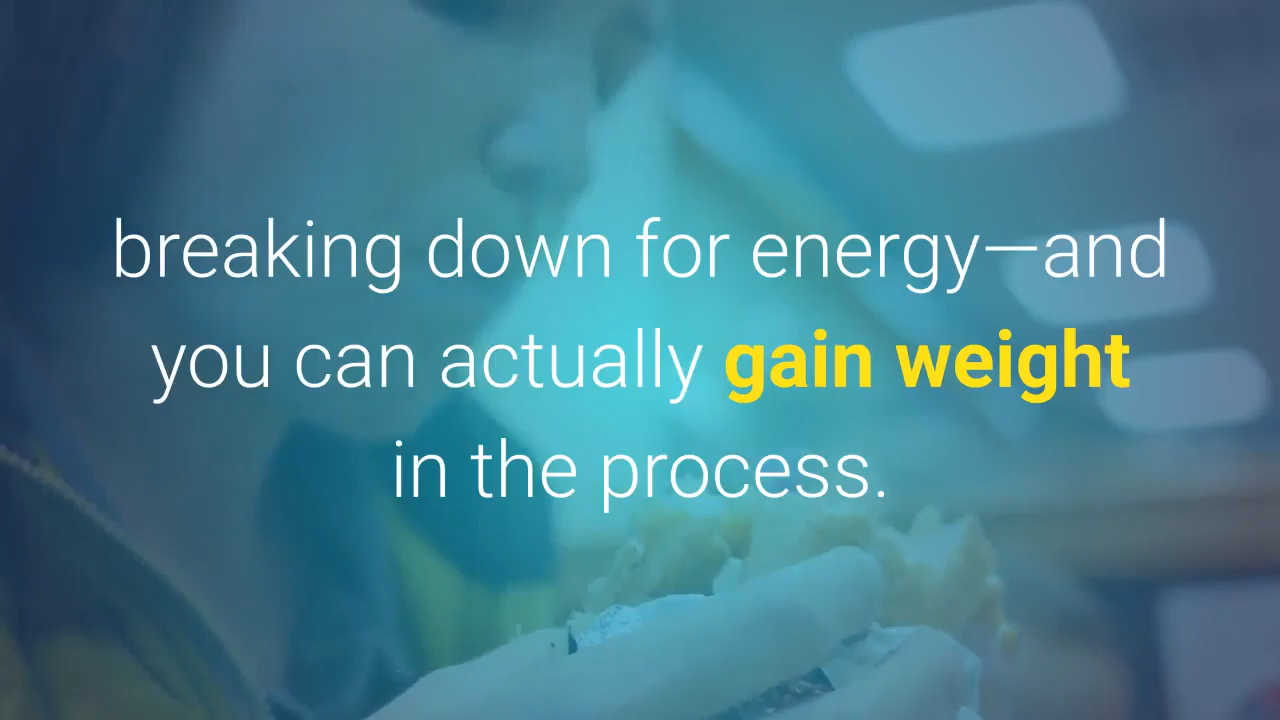 breaking down for energy—and
you can actually gain weight
in the process.